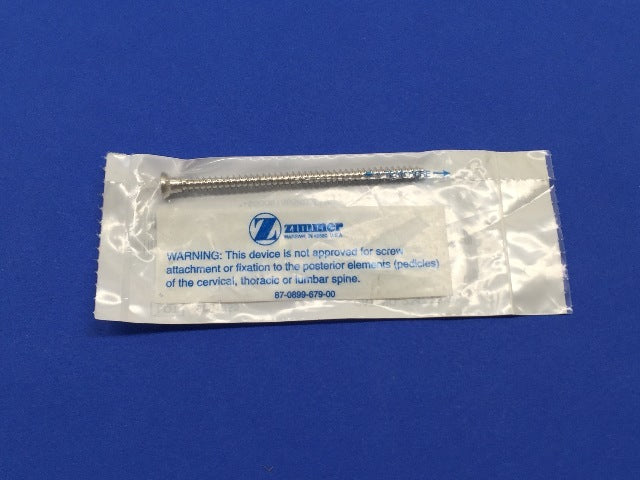 Z zimmer
WARSAW, IN 46580 U.S.A.
WARNING: This device is not approved for screw
attachment or fixation to the posterior elements (pedicles)
of the cervical, thoracic or lumbar spine.
87-0899-679-00